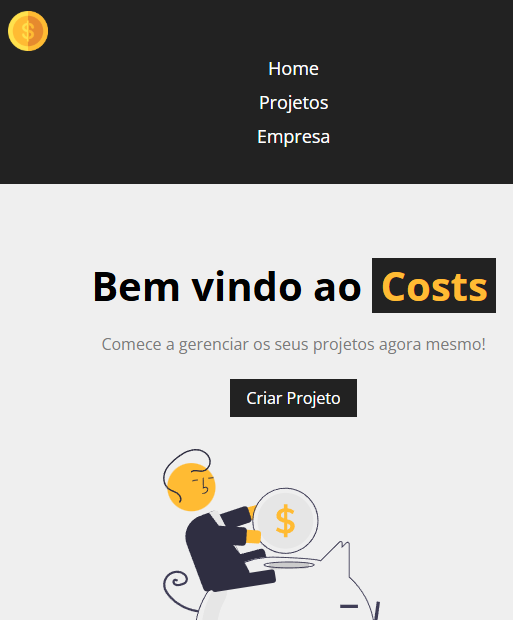 Home
Projetos
Empresa
Bem vindo ao Costs
Comece a gerenciar os seus projetos agora mesmo!
Criar Projeto
$